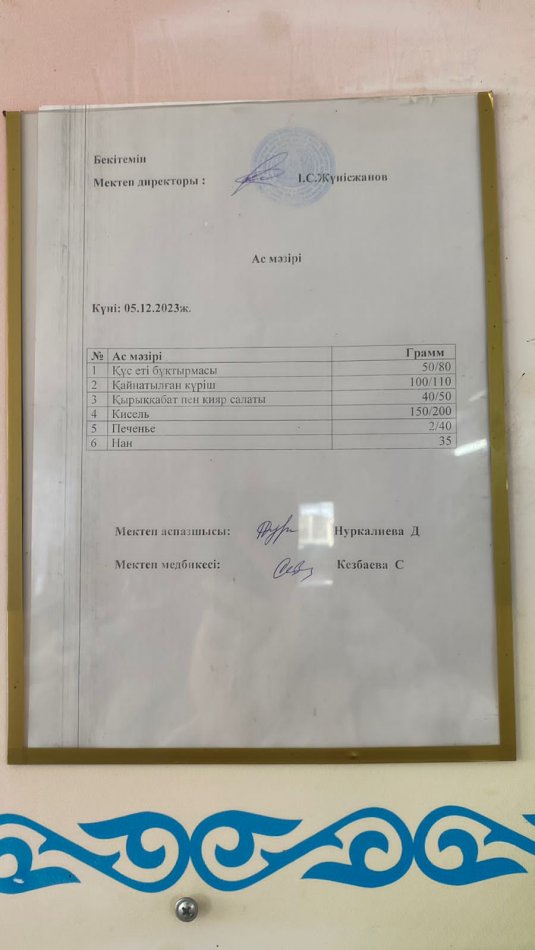 Бекітемін
Мектеп директоры : І.С.Жүнісжанов
Ас мәзірі
Күні: 05.12.2023ж.
№ Ас мәзірі Грамм
1 Құс еті бұқтырмасы 50/80
2 Қайнатылған күріш 100/110
3 Қырыққабат пен қияр салаты 40/50
4 Кисель 150/200
5 Печенье 2/40
6 Нан 35
Мектеп аспазшысы: Нуркалиева Д
Мектеп медбикесі: Кезбаева С